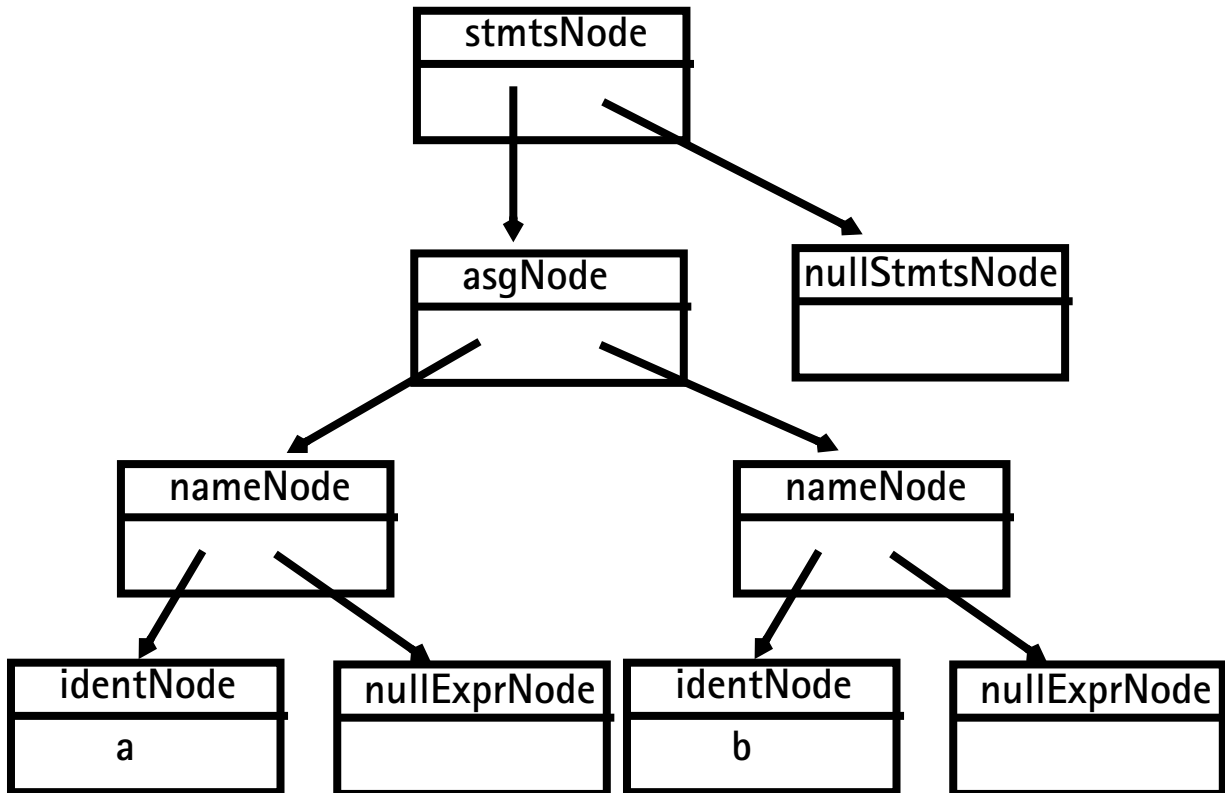 stmtsNode
asgNode
nullStmtsNode
nameNode
nameNode
identNode
a
nullExprNode
identNode
b
nullExprNode